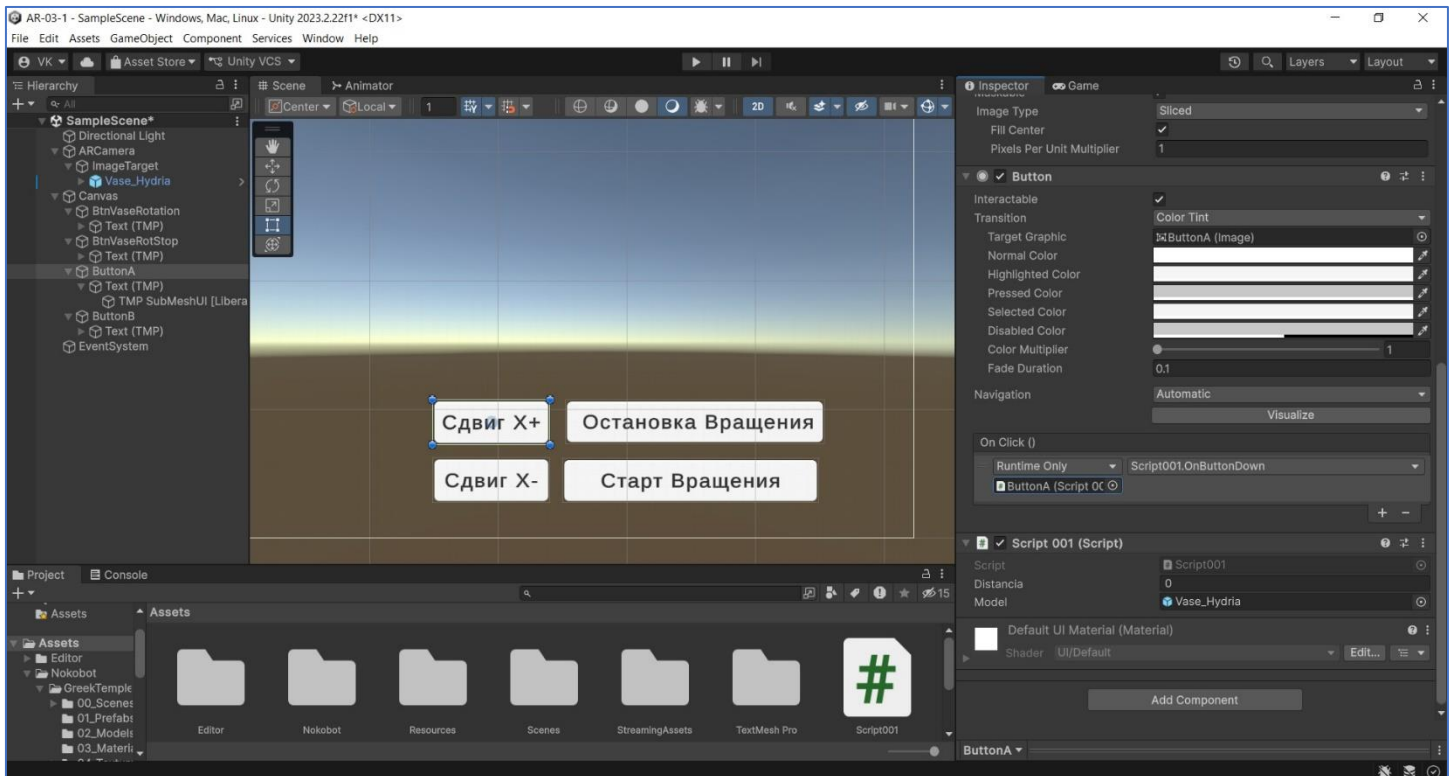 AR-03-1 - SampleScene - Windows, Mac, Linux - Unity 2023.2.22f1* <DX11>
File Edit Assets GameObject Component Services Window Help
VK Asset Store Unity VCS Layers Layout
Hierarchy
All
SampleScene*
Directional Light
ARCamera
ImageTarget
Vase_Hydria
Canvas
BtnVaseRotation
Text (TMP)
BtnVaseRotStop
Text (TMP)
ButtonA
Text (TMP)
TMP SubMeshUI [Libera
ButtonB
Text (TMP)
EventSystem
Scene Animator
Center Local 1 2D
Сдвиг X+ Остановка Вращения
Сдвиг X- Старт Вращения
Inspector Game
Image Type Sliced
Fill Center
Pixels Per Unit Multiplier 1
Button
Interactable
Transition Color Tint
Target Graphic ButtonA (Image)
Normal Color
Highlighted Color
Pressed Color
Selected Color
Disabled Color
Color Multiplier 1
Fade Duration 0.1
Navigation Automatic
Visualize
On Click ()
Runtime Only Script001.OnButtonDown
ButtonA (Script 00
+ -
# Script 001 (Script)
Script Script001
Distancia 0
Model Vase_Hydria
Default UI Material (Material)
Shader UI/Default Edit...
Add Component
ButtonA
Project Console
15
Assets
Assets
Editor
Nokobot
GreekTemple
00_Scenes
01_Prefabs
02_Models
03_Materia
Assets
#
Editor Nokobot Resources Scenes StreamingAssets TextMesh Pro Script001